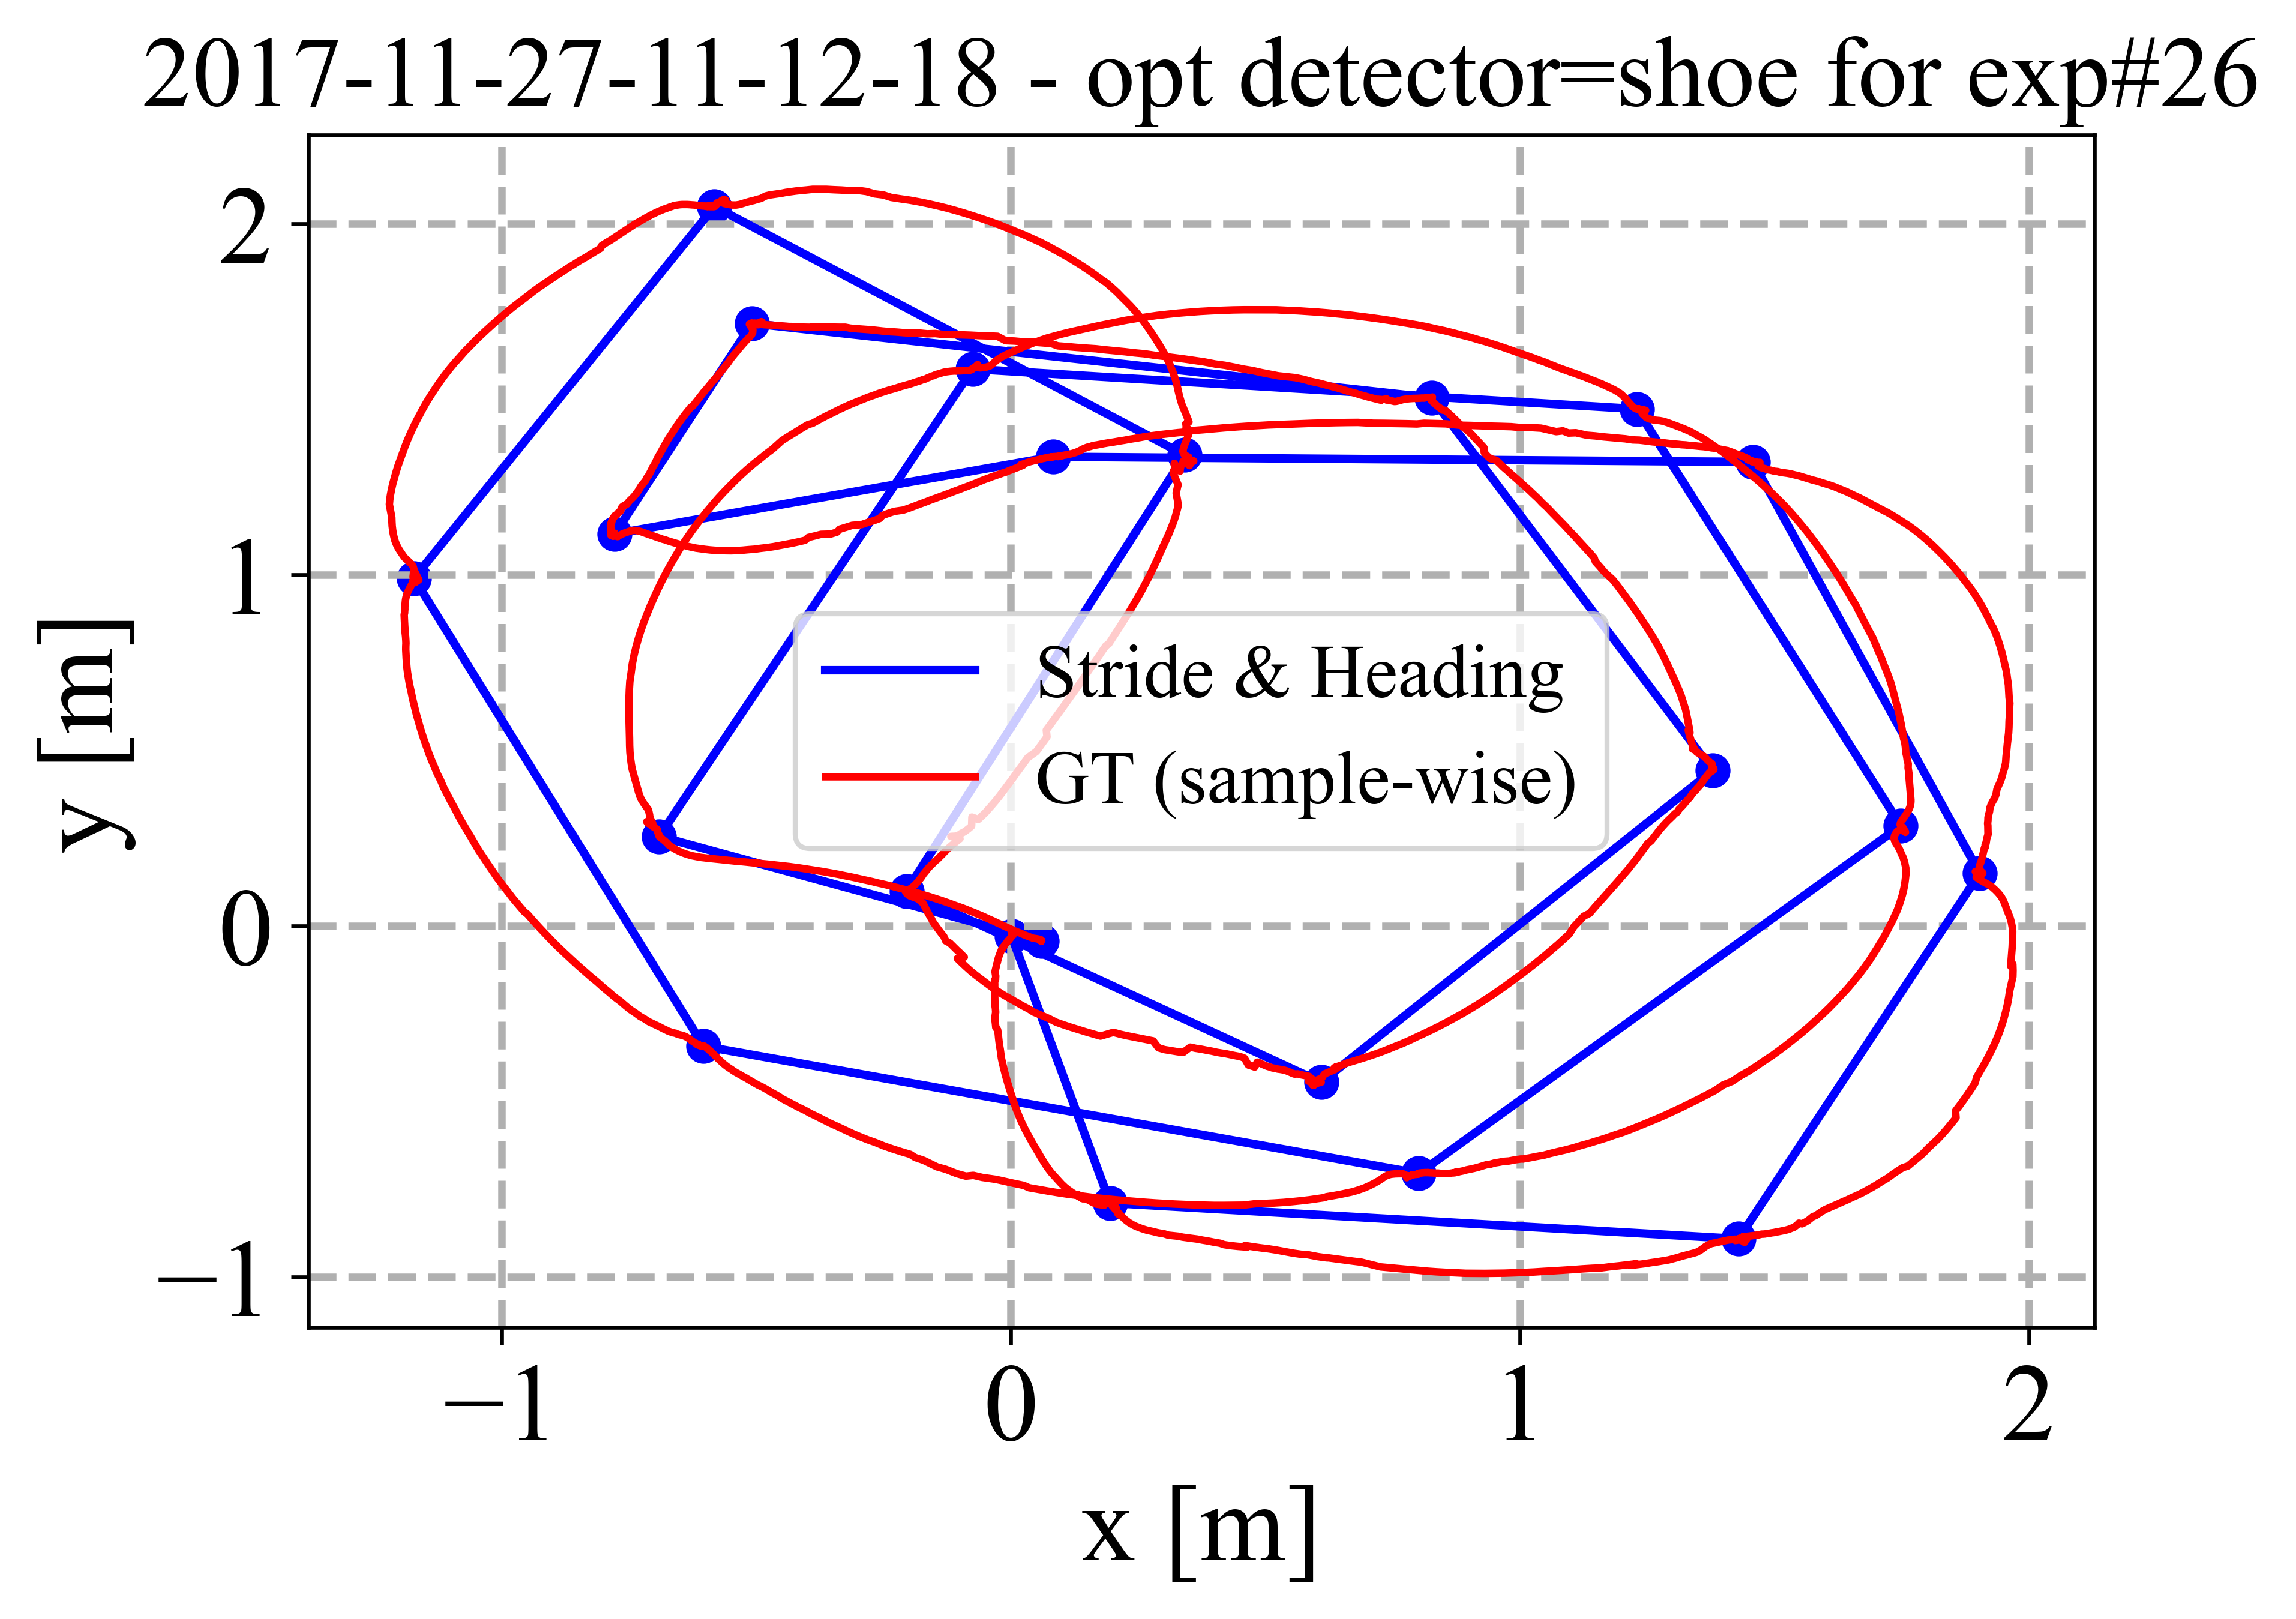 2017-11-27-11-12-18 - opt detector=shoe for exp#26
y [m]
2
1
0
−1
Stride & Heading
GT (sample-wise)
−1 0 1 2
x [m]